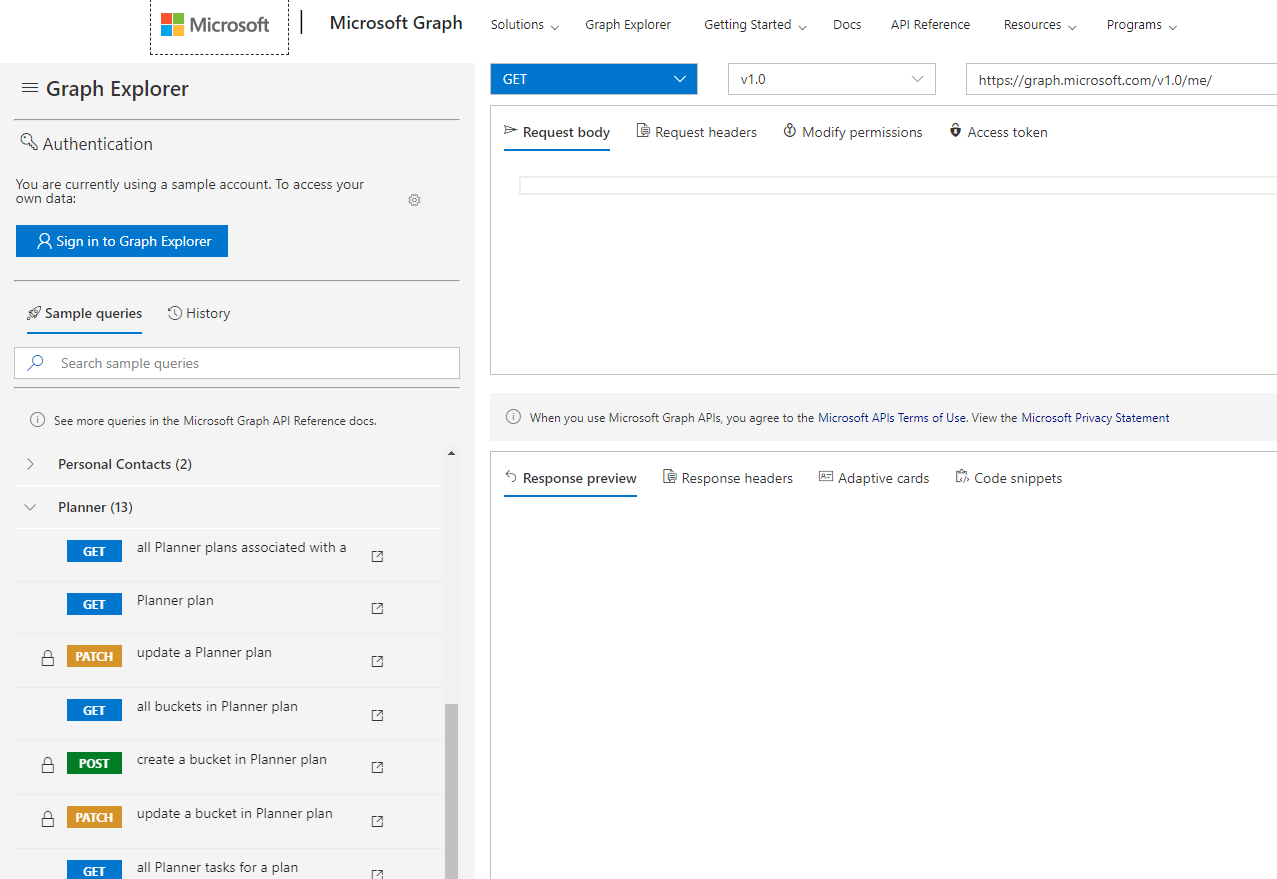 Microsoft
Microsoft Graph
Solutions
Graph Explorer
Getting Started
Docs
API Reference
Resources
Programs
Graph Explorer
Authentication
You are currently using a sample account. To access your
own data:
Sign in to Graph Explorer
Sample queries
History
Search sample queries
See more queries in the Microsoft Graph API Reference docs.
Personal Contacts (2)
Planner (13)
GET all Planner plans associated with a
GET Planner plan
PATCH update a Planner plan
GET all buckets in Planner plan
POST create a bucket in Planner plan
PATCH update a bucket in Planner plan
GET all Planner tasks for a plan
GET
v1.0
https://graph.microsoft.com/v1.0/me/
Request body
Request headers
Modify permissions
Access token
When you use Microsoft Graph APIs, you agree to the Microsoft APIs Terms of Use. View the Microsoft Privacy Statement
Response preview
Response headers
Adaptive cards
Code snippets